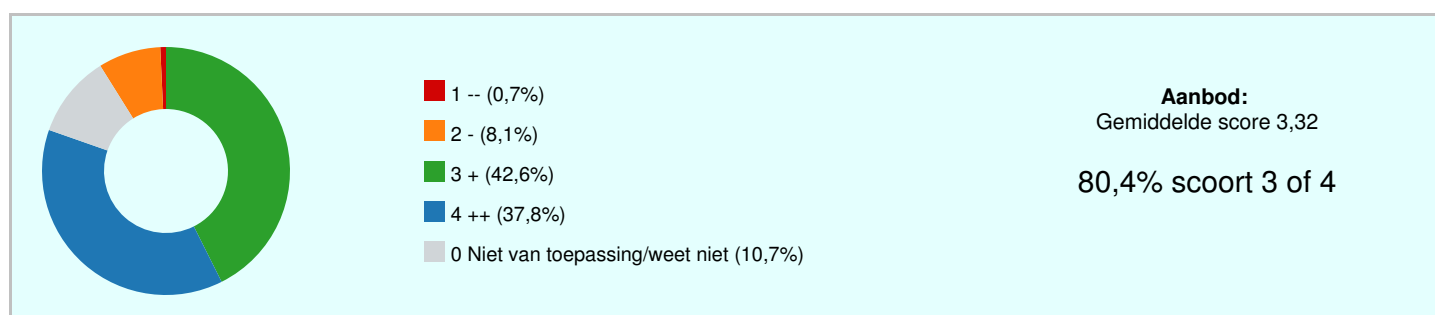 1 -- (0,7%)
2 - (8,1%)
3 + (42,6%)
4 ++ (37,8%)
0 Niet van toepassing/weet niet (10,7%)
Aanbod:
Gemiddelde score 3,32
80,4% scoort 3 of 4